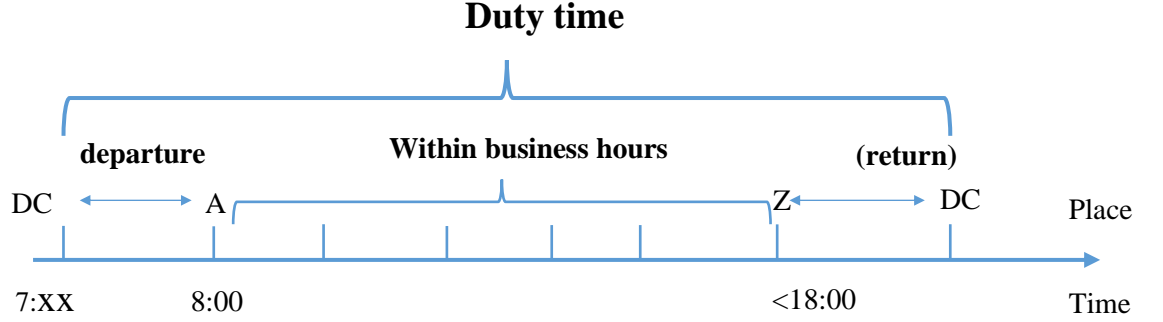 Duty time
departure
Within business hours
(return)
DC
A
Z
DC
Place
7:XX
8:00
<18:00
Time